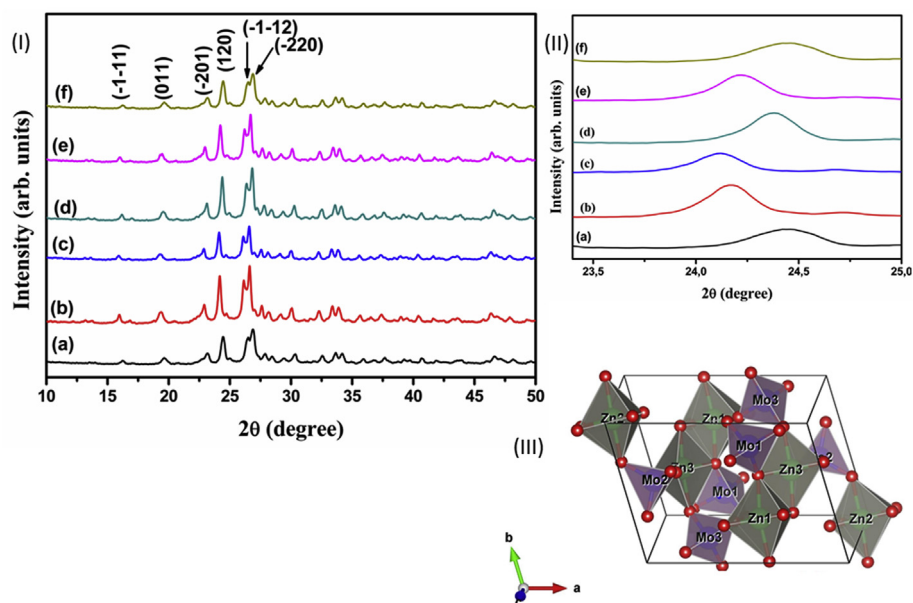 (I)
(-1-11)
(011)
(-201)
(120)
(-1-12)
(-220)
(f)
(e)
(d)
(c)
(b)
(a)
Intensity (arb. units)
10 15 20 25 30 35 40 45 50
2θ (degree)
(II)
(f)
(e)
(d)
(c)
(b)
(a)
Intensity (arb. units)
23,5 24,0 24,5 25,0
2θ (degree)
(III)
Mo3
Zn2
Zn1
Mo1
Zn3
Zn3
Mo2
Mo1
Zn1
Zn2
Mo3
b
a